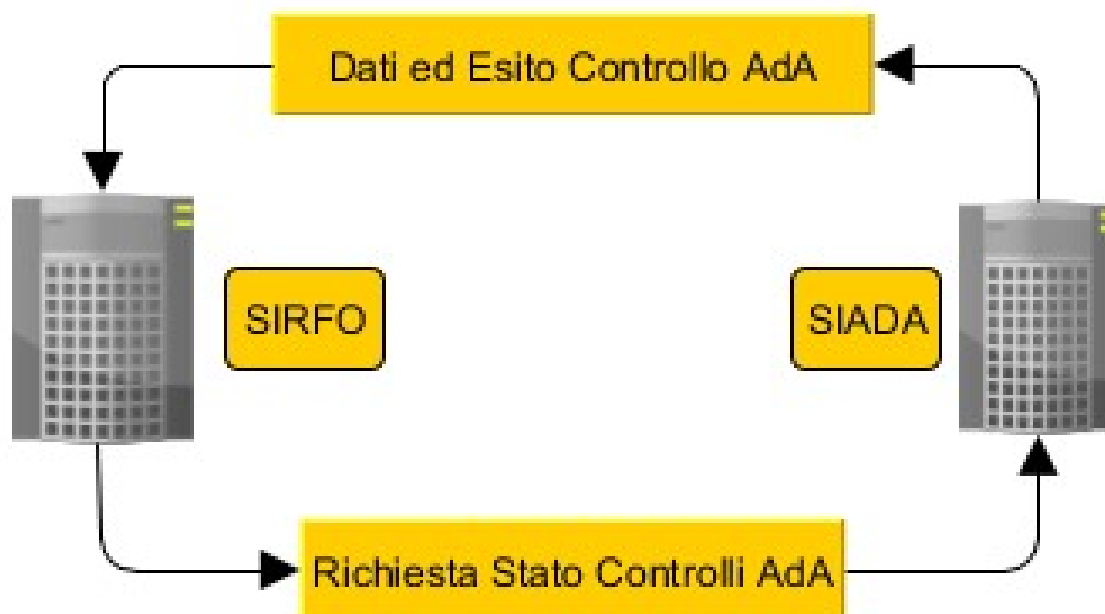 Dati ed Esito Controllo AdA
SIRFO
SIADA
Richiesta Stato Controlli AdA